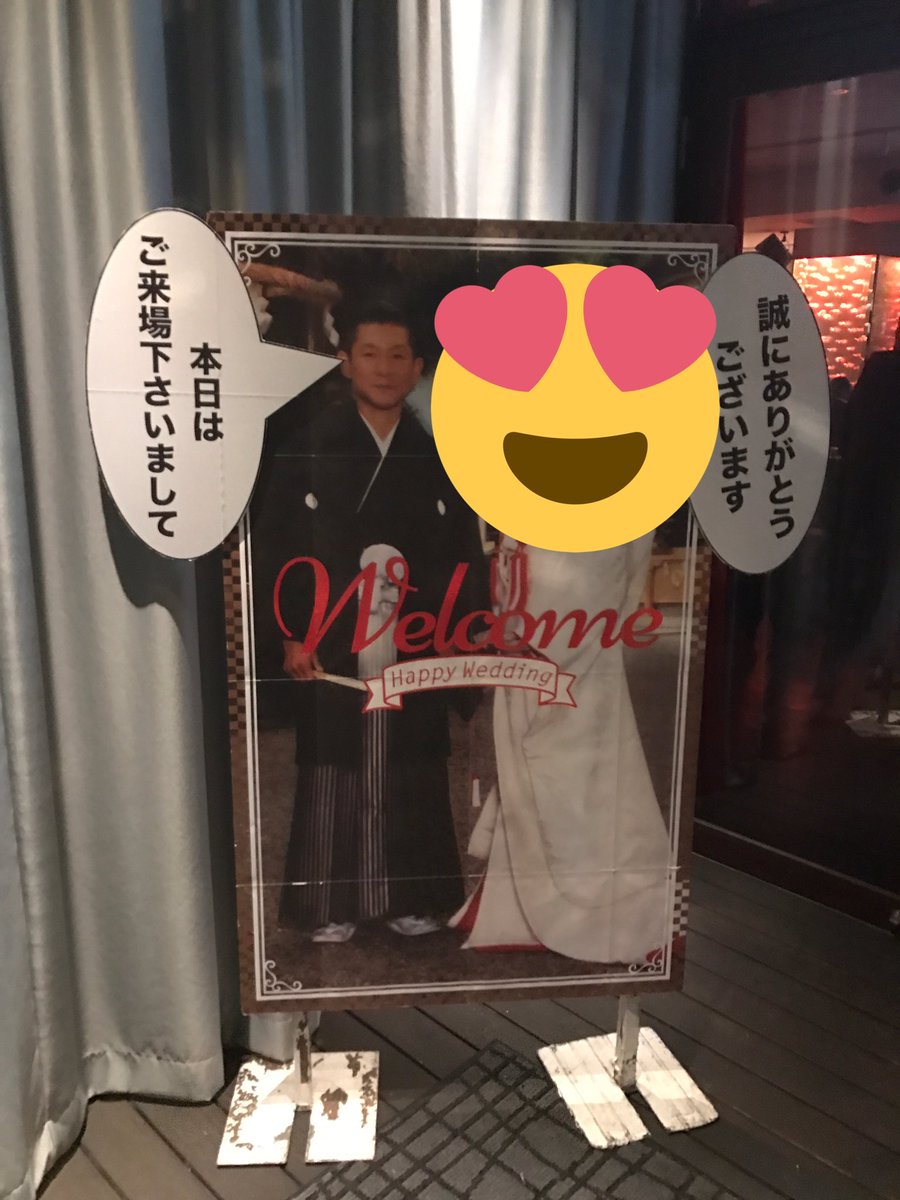 本日は
ご来場下さいまして
誠にありがとう
ございます
Welcome
Happy Wedding